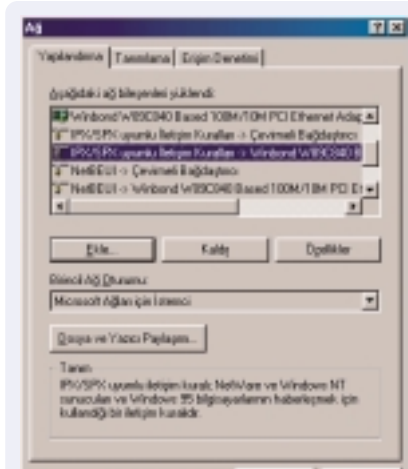 Ağ
Yapılandırma Tanımlama Erişim Denetimi
Aşağıdaki ağ bileşenleri yüklendi:
Winbond W89C840 Based 100M/10M PCI Ethernet Adap
IPX/SPX uyumlu İletişim Kuralları -> Çevirmeli Bağdaştırıcı
IPX/SPX uyumlu İletişim Kuralları -> Winbond W89C840 B
NetBEUI -> Çevirmeli Bağdaştırıcı
NetBEUI -> Winbond W89C840 Based 100M/10M PCI Et
Ekle... Kaldır Özellikler
Birincil Ağ Oturumu:
Microsoft Ağları için İstemci
Dosya ve Yazıcı Paylaşımı...
Tanım
IPX/SPX uyumlu iletişim kuralı, NetWare ve Windows NT
sunucuları ve Windows 95 bilgisayarlarının haberleşmek için
kullandığı bir iletişim kuralıdır.